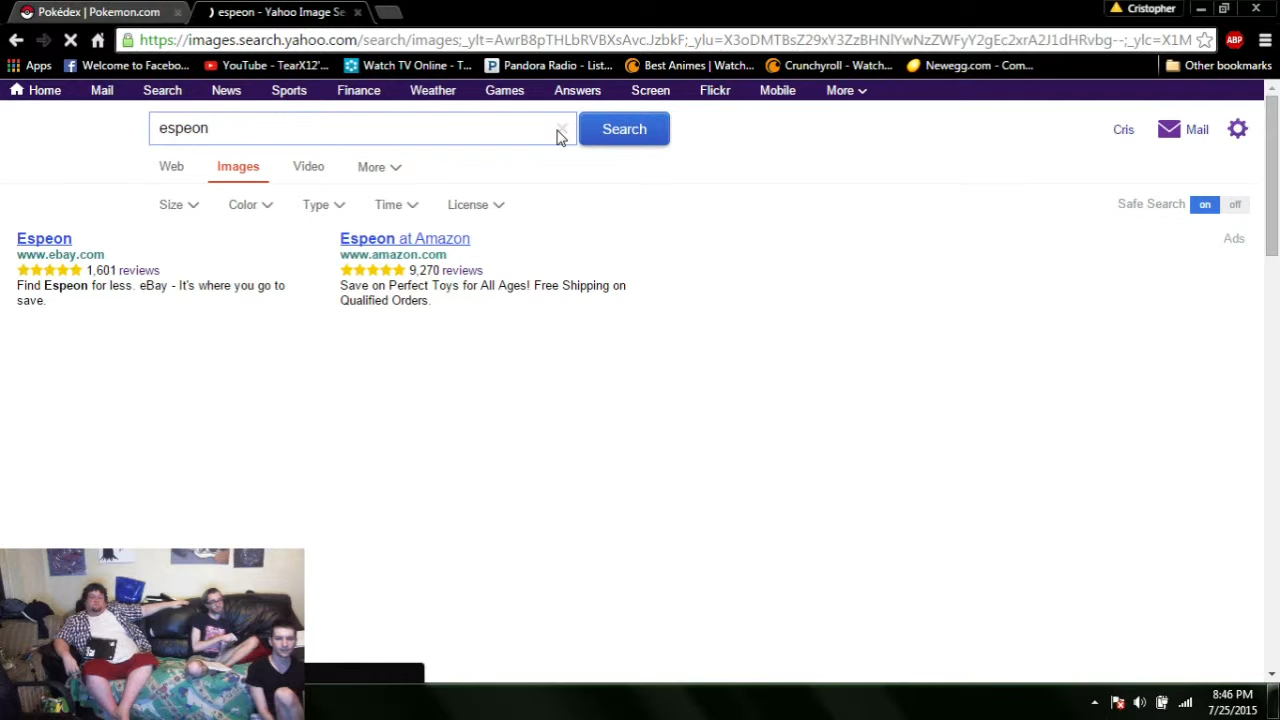 Pokédex | Pokemon.com
espeon - Yahoo Image Se
Cristopher
https://images.search.yahoo.com/search/images;_ylt=AwrB8pTHLbRVBXsAvcJzbkF;_ylu=X3oDMTBsZ29xY3ZzBHNlYwNzZWFyY2gEc2xrA2J1dHRvbg--;_ylc=X1M
ABP
Apps
Welcome to Facebo...
YouTube - TearX12'...
Watch TV Online - T...
Pandora Radio - List...
Best Animes | Watch...
Crunchyroll - Watch...
Newegg.com - Com...
Other bookmarks
Home Mail Search News Sports Finance Weather Games Answers Screen Flickr Mobile More
espeon
Search
Cris
Mail
Web Images Video More
Size Color Type Time License
Safe Search on off
Espeon
www.ebay.com
1,601 reviews
Find Espeon for less. eBay - It's where you go to
save.
Espeon at Amazon
www.amazon.com
9,270 reviews
Save on Perfect Toys for All Ages! Free Shipping on
Qualified Orders.
Ads
8:46 PM
7/25/2015